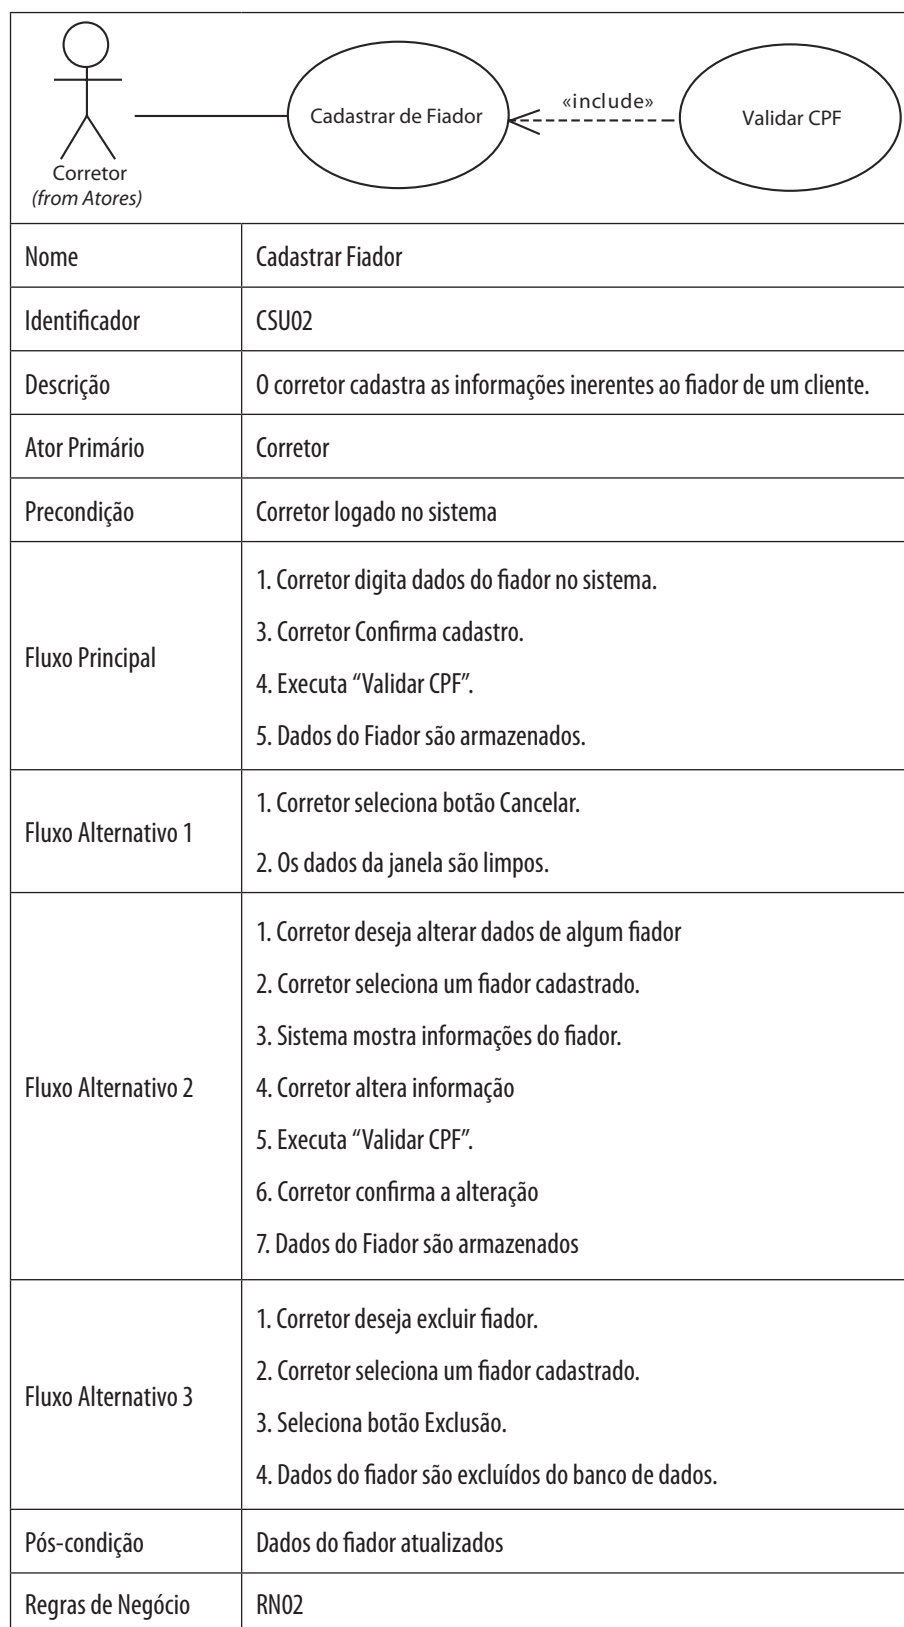 «include»
Cadastrar de Fiador
Validar CPF
Corretor
(from Atores)
Nome
Cadastrar Fiador
Identificador
CSU02
Descrição
O corretor cadastra as informações inerentes ao fiador de um cliente.
Ator Primário
Corretor
Precondição
Corretor logado no sistema
Fluxo Principal
1. Corretor digita dados do fiador no sistema.
3. Corretor Confirma cadastro.
4. Executa “Validar CPF”.
5. Dados do Fiador são armazenados.
Fluxo Alternativo 1
1. Corretor seleciona botão Cancelar.
2. Os dados da janela são limpos.
Fluxo Alternativo 2
1. Corretor deseja alterar dados de algum fiador
2. Corretor seleciona um fiador cadastrado.
3. Sistema mostra informações do fiador.
4. Corretor altera informação
5. Executa “Validar CPF”.
6. Corretor confirma a alteração
7. Dados do Fiador são armazenados
Fluxo Alternativo 3
1. Corretor deseja excluir fiador.
2. Corretor seleciona um fiador cadastrado.
3. Seleciona botão Exclusão.
4. Dados do fiador são excluídos do banco de dados.
Pós-condição
Dados do fiador atualizados
Regras de Negócio
RN02